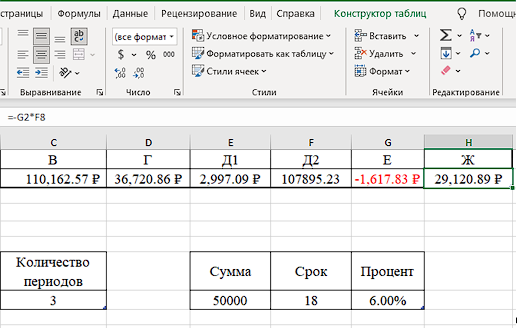 страницы Формулы Данные Рецензирование Вид Справка Конструктор таблиц Помощн
ab (все формат) Условное форматирование Вставить Σ
$ % Форматировать как таблицу Удалить
Стили ячеек Формат
Выравнивание Число Стили Ячейки Редактирование
=-G2*F8
C D E F G H
В Г Д1 Д2 Е Ж
110,162.57 ₽ 36,720.86 ₽ 2,997.09 ₽ 107895.23 -1,617.83 ₽ 29,120.89 ₽
Количество
периодов Сумма Срок Процент
3 50000 18 6.00%